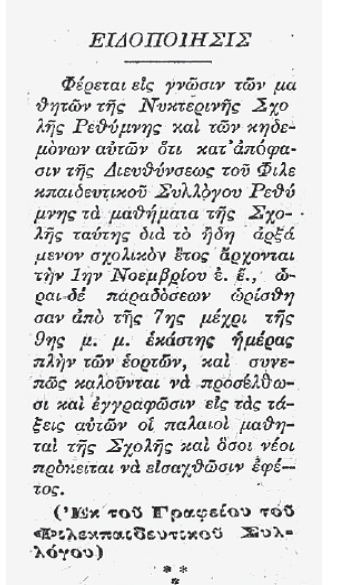 ΕΙΔΟΠΟΙΗΣΙΣ
Φέρεται εἰς γνῶσιν τῶν μα
θητῶν τῆς Νυκτερινῆς Σχο
λῆς Ρεθύμνης καὶ τῶν κηδε-
μόνων αὐτῶν ὅτι κατ' ἀπόφα-
σιν τῆς Διευθύνσεως τοῦ Φιλε
κπαιδευτικοῦ Συλλόγου Ρεθύ
μνης τὰ μαθήματα τῆς Σχο-
λῆς ταύτης διὰ τὸ ἤδη ἀρξά
μενον σχολικὸν ἔτος ἄρχονται
τὴν 1ην Νοεμβρίου ἐ. ἔ., ὧ-
ραι δὲ παραδόσεων ὡρίσθη
σαν ἀπὸ τῆς 7ης μέχρι τῆς
9ης μ. μ. ἑκάστης ἡμέρας
πλὴν τῶν ἑορτῶν, καὶ συνε-
πῶς καλοῦνται νὰ προσέλθω-
σι καὶ ἐγγραφῶσιν εἰς τὰς τά-
ξεις αὐτῶν οἱ παλαιοὶ μαθη-
ταὶ τῆς Σχολῆς καὶ ὅσοι νέοι
πρόκειται νὰ εἰσαχθῶσιν ἐφέ-
τος.
(Ἐκ τοῦ Γραφείου τοῦ
Φιλεκπαιδευτικοῦ Συλ-
λόγου)
* *
*